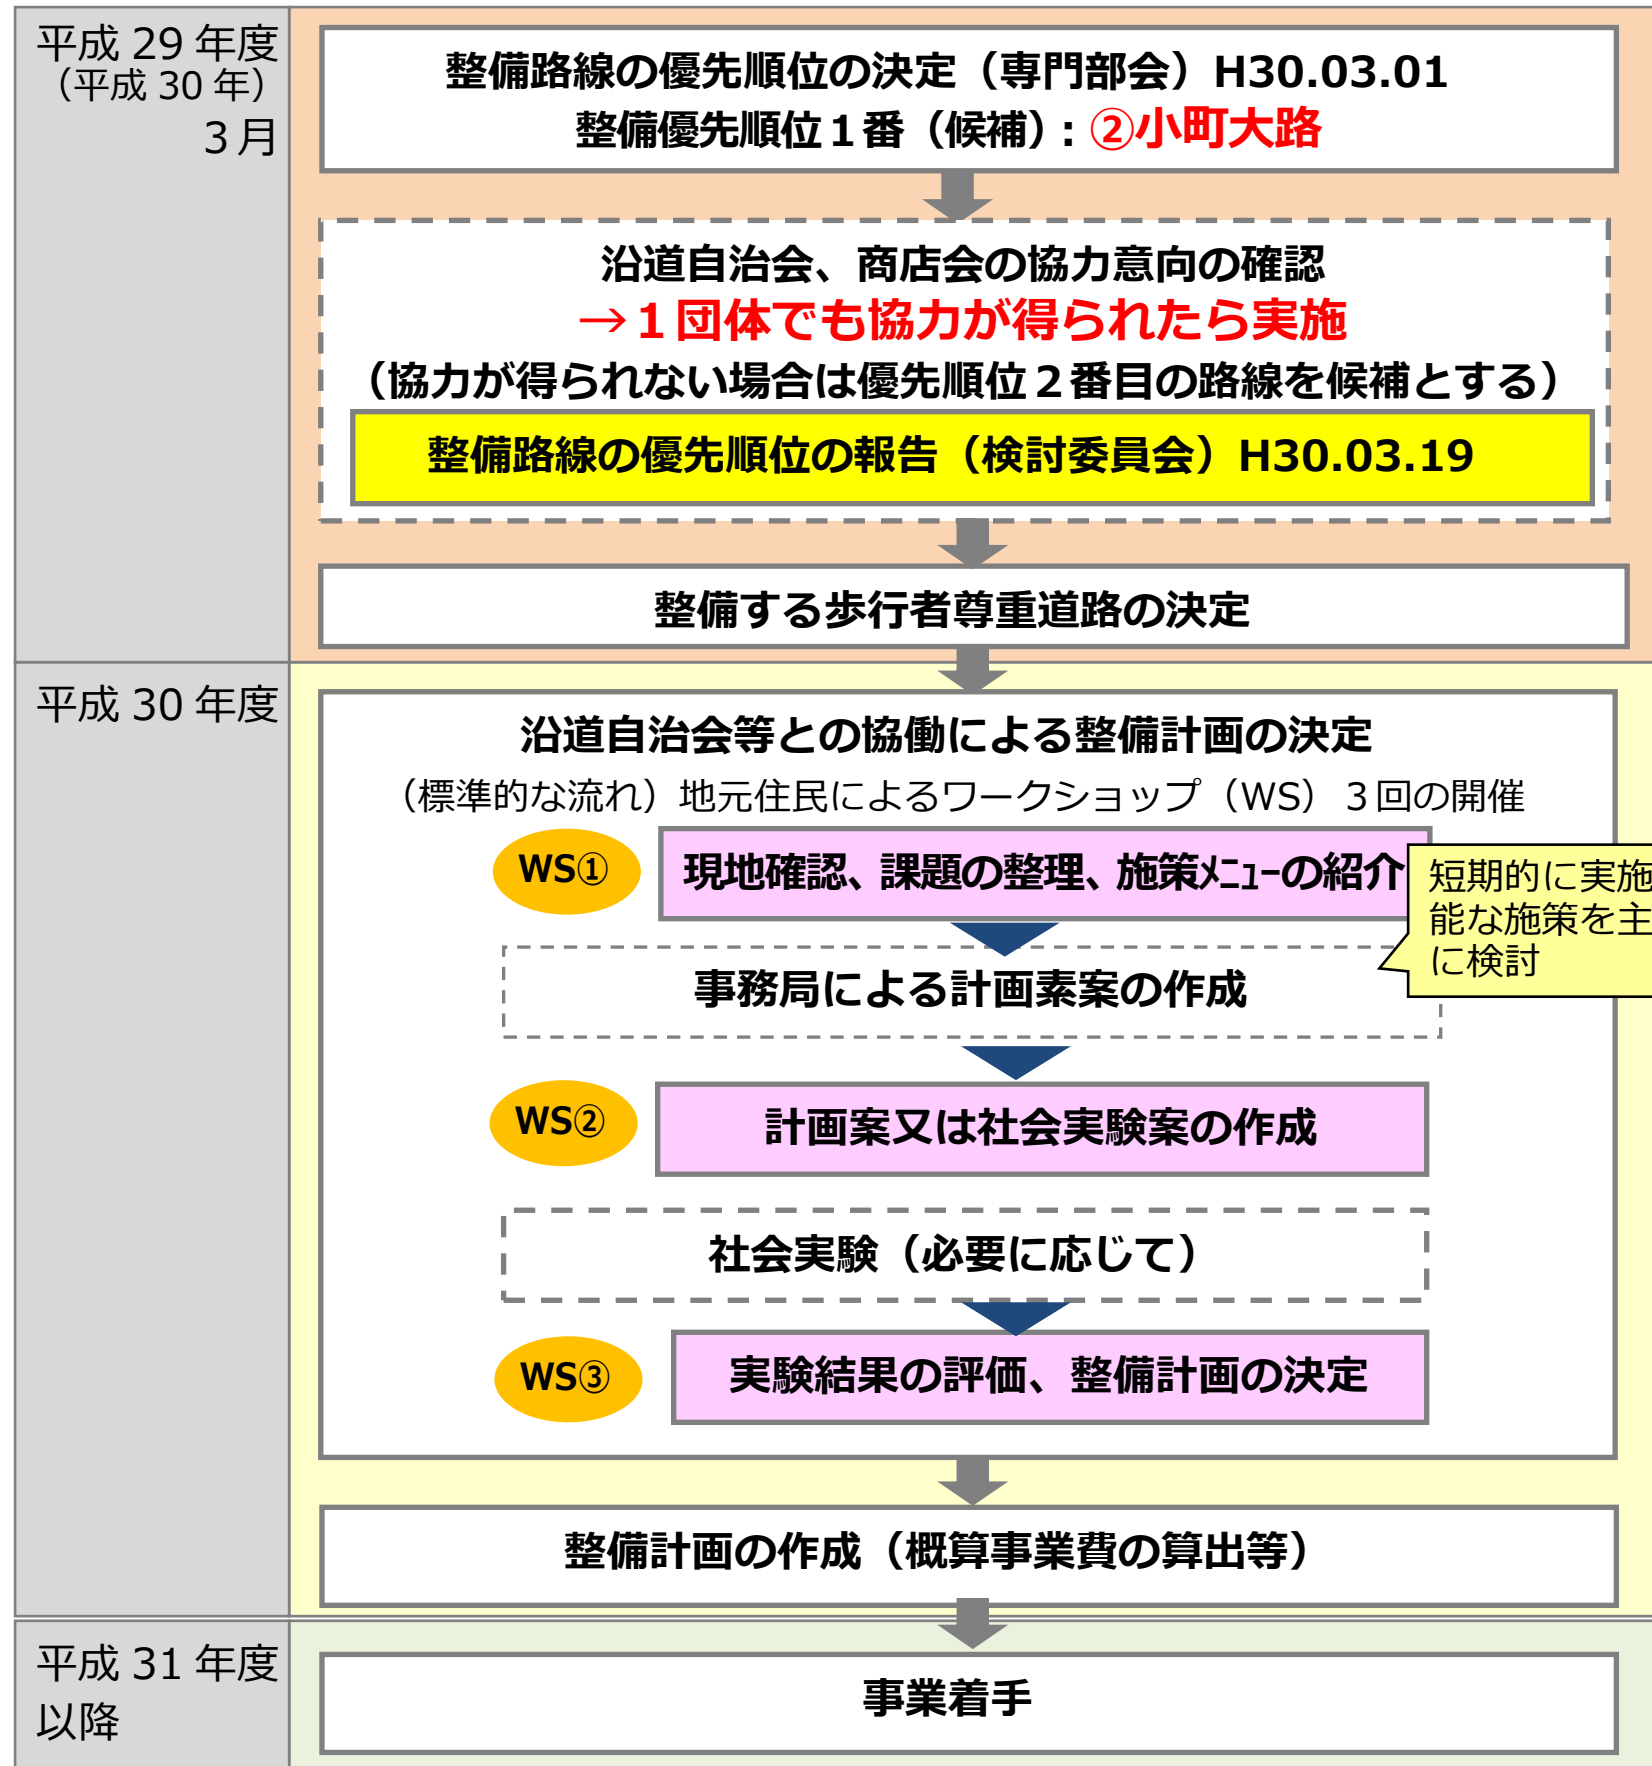 平成 29 年度
（平成 30 年）
3 月
整備路線の優先順位の決定（専門部会）H30.03.01
整備優先順位１番（候補）：②小町大路
沿道自治会、商店会の協力意向の確認
→１団体でも協力が得られたら実施
（協力が得られない場合は優先順位２番目の路線を候補とする）
整備路線の優先順位の報告（検討委員会）H30.03.19
整備する歩行者尊重道路の決定
平成 30 年度
沿道自治会等との協働による整備計画の決定
（標準的な流れ）地元住民によるワークショップ（WS）３回の開催
WS①
現地確認、課題の整理、施策ﾒﾆｭｰの紹介
短期的に実施
能な施策を主
に検討
事務局による計画素案の作成
WS②
計画案又は社会実験案の作成
社会実験（必要に応じて）
WS③
実験結果の評価、整備計画の決定
整備計画の作成（概算事業費の算出等）
平成 31 年度
以降
事業着手